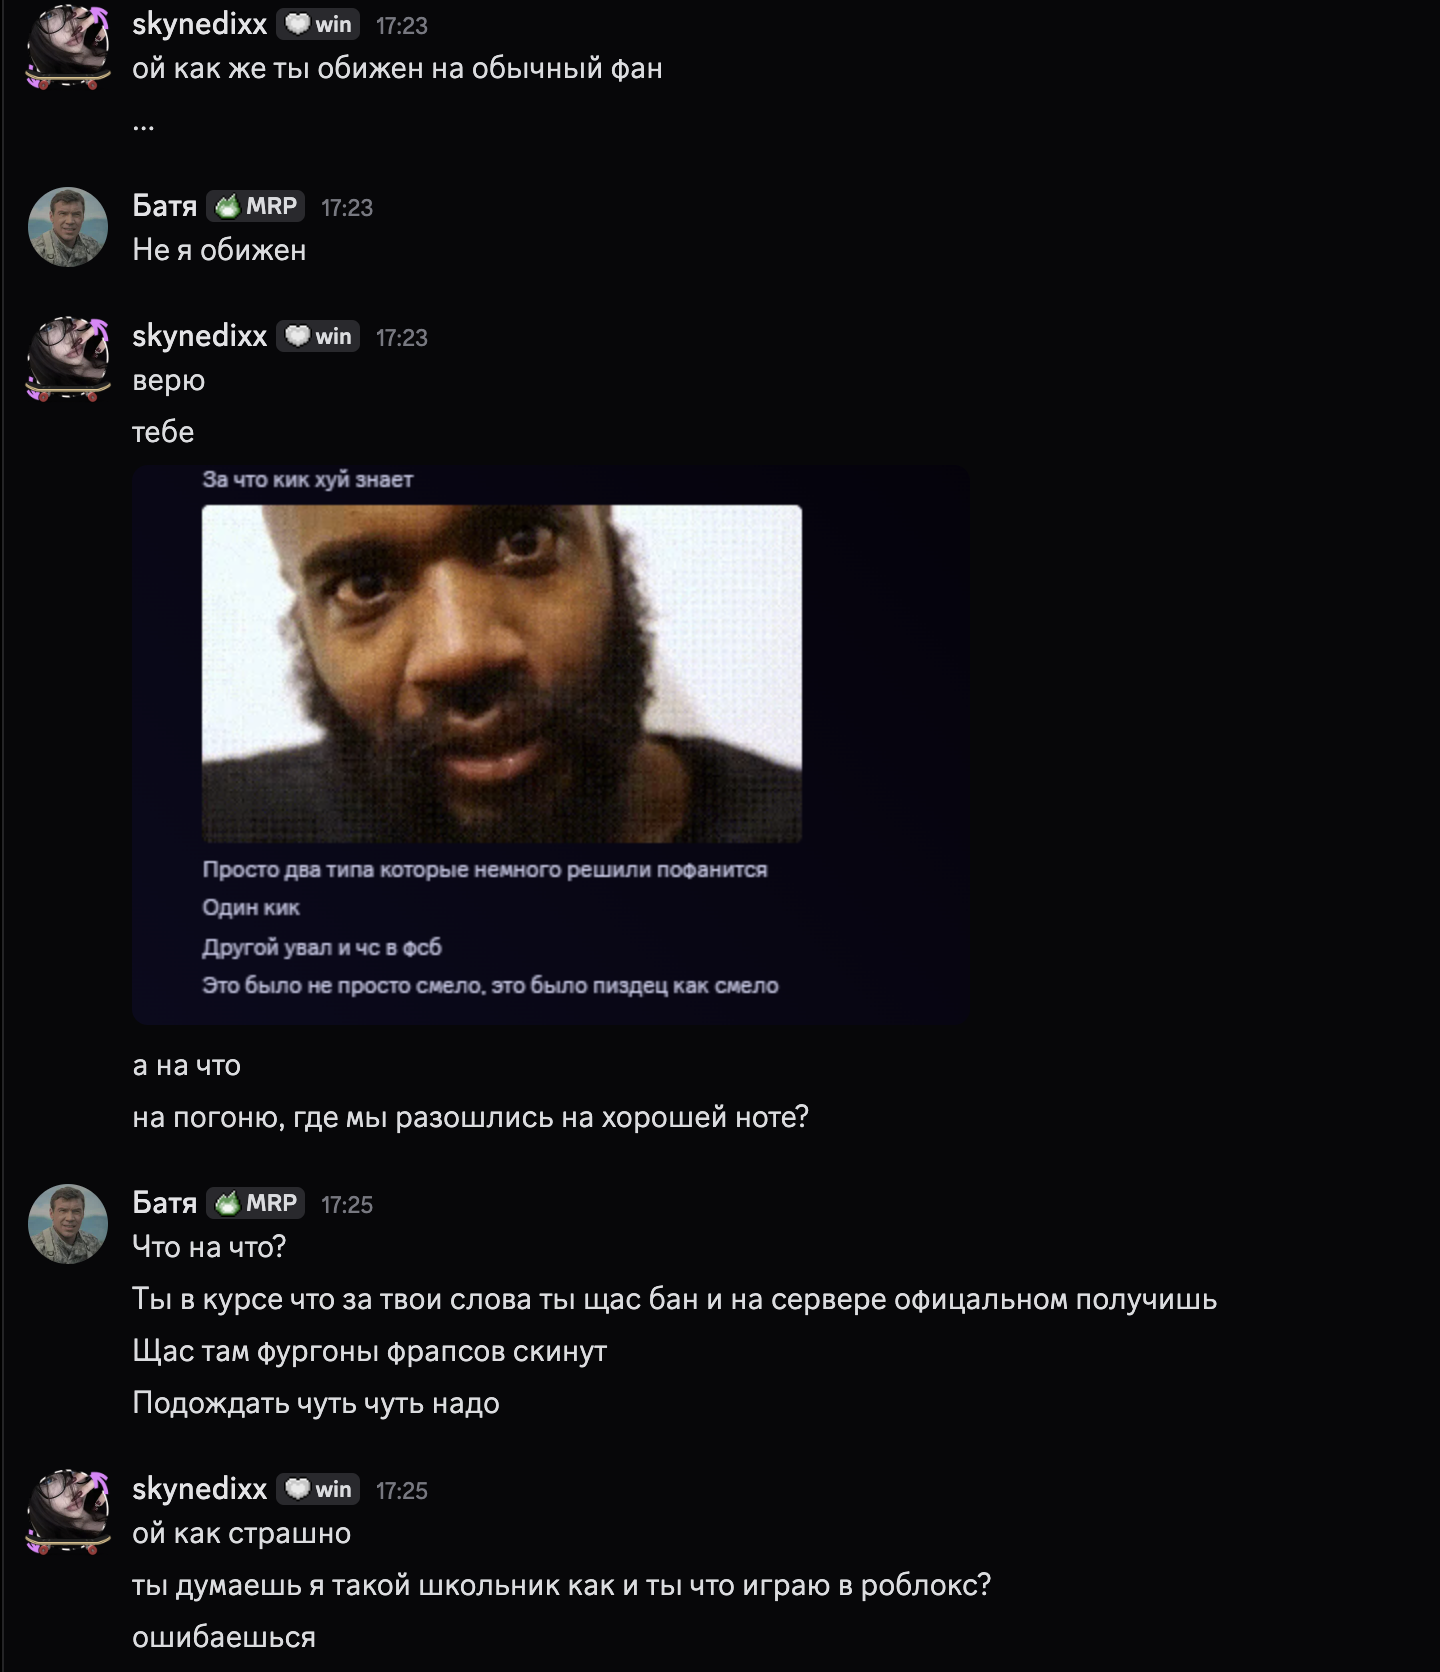 skynedixx win 17:23
ой как же ты обижен на обычный фан
...
Батя MRP 17:23
Не я обижен
skynedixx win 17:23
верю
тебе
За что кик хуй знает
Просто два типа которые немного решили пофанится
Один кик
Другой увал и чс в фсб
Это было не просто смело, это было пиздец как смело
а на что
на погоню, где мы разошлись на хорошей ноте?
Батя MRP 17:25
Что на что?
Ты в курсе что за твои слова ты щас бан и на сервере офицальном получишь
Щас там фургоны фрапсов скинут
Подождать чуть чуть надо
skynedixx win 17:25
ой как страшно
ты думаешь я такой школьник как и ты что играю в роблокс?
ошибаешься